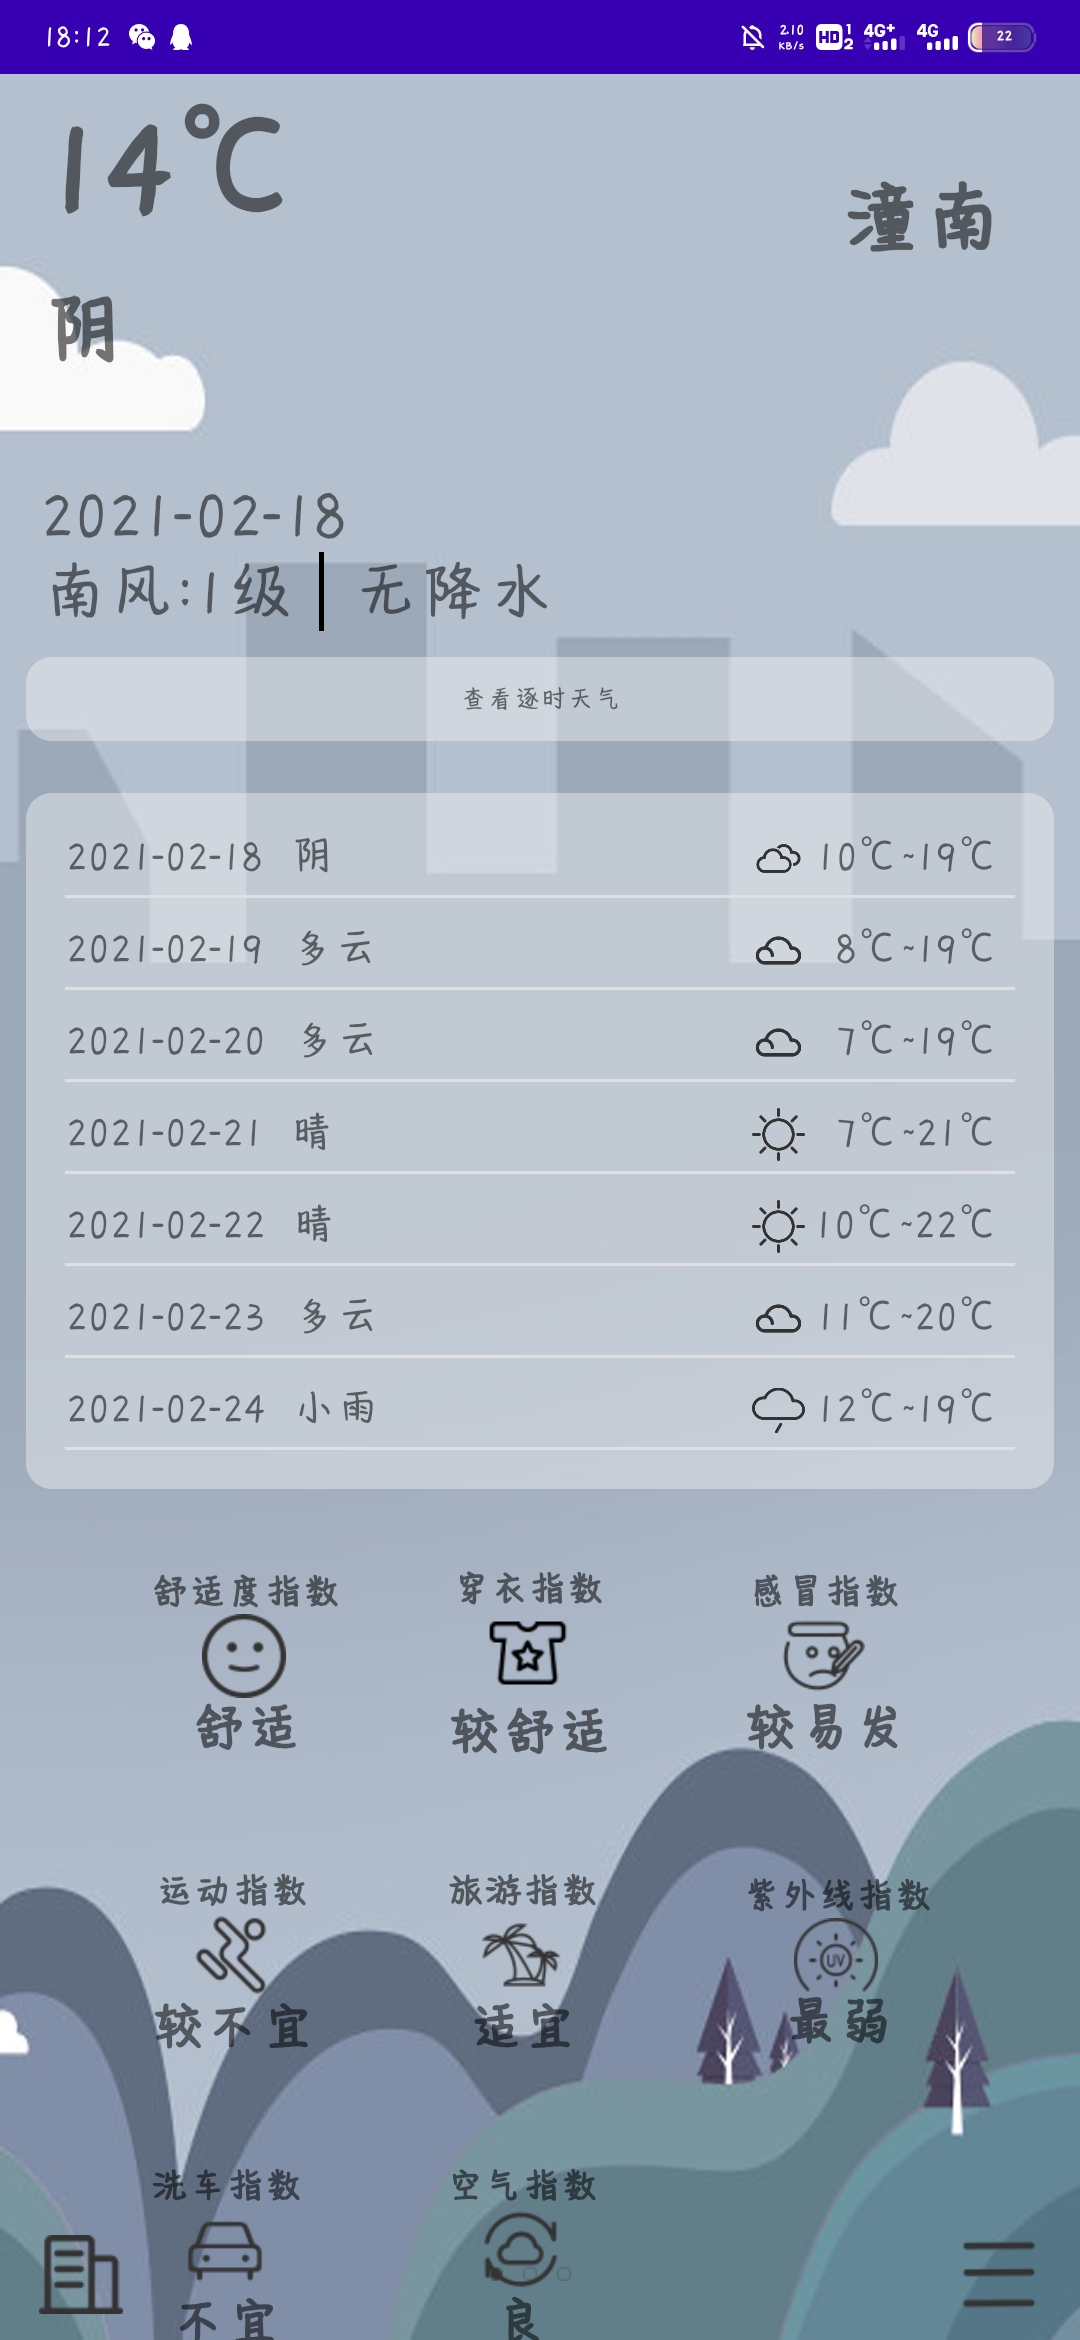 18:12
2.10 KB/s HD 1 2 4G+ 4G 22
14℃
潼南
阴
2021-02-18
南风:1级 无降水
查看逐时天气
2021-02-18 阴 10℃~19℃
2021-02-19 多云 8℃~19℃
2021-02-20 多云 7℃~19℃
2021-02-21 晴 7℃~21℃
2021-02-22 晴 10℃~22℃
2021-02-23 多云 11℃~20℃
2021-02-24 小雨 12℃~19℃
舒适度指数 穿衣指数 感冒指数
舒适 较舒适 较易发
运动指数 旅游指数 紫外线指数
UV
较不宜 适宜 最弱
洗车指数 空气指数
不宜 良